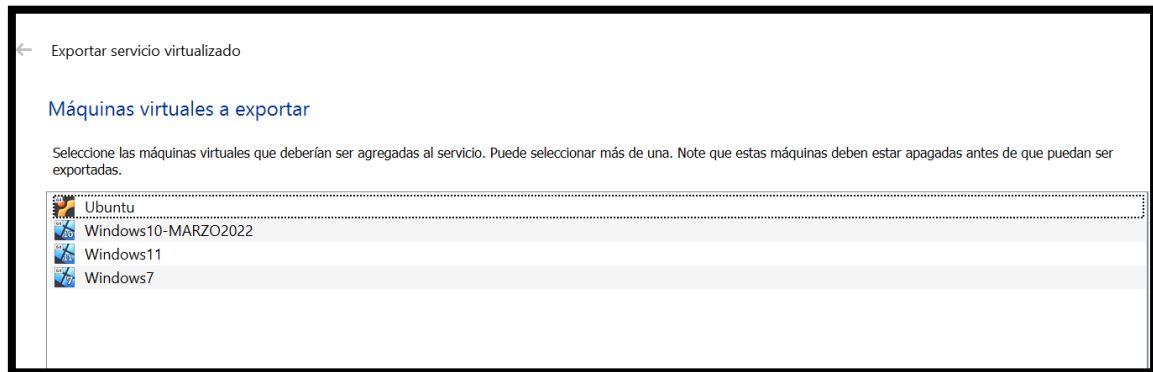 Exportar servicio virtualizado
Máquinas virtuales a exportar
Seleccione las máquinas virtuales que deberían ser agregadas al servicio. Puede seleccionar más de una. Note que estas máquinas deben estar apagadas antes de que puedan ser
exportadas.
Ubuntu
Windows10-MARZO2022
Windows11
Windows7